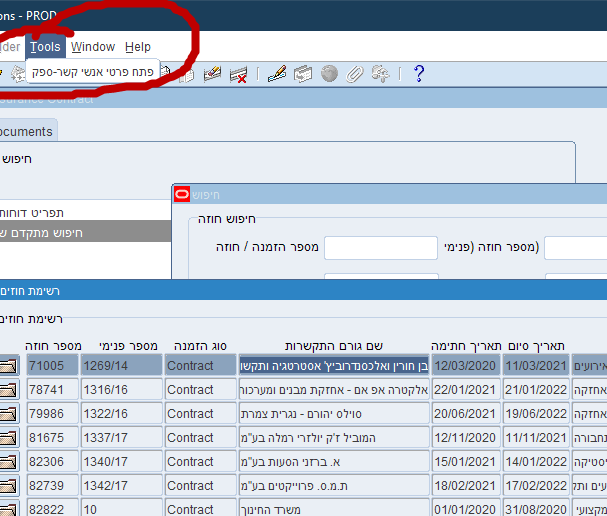 ons - PROD
der Tools Window Help
פתח פרטי אנשי קשר-ספק
surance Contract
ocuments
חיפוש
חיפוש
תפריט דוחות
חיפוש חוזה
חיפוש מתקדם ש
מספר הזמנה / חוזה
(מספר חוזה (פנימי
רשימת חוזים
רשימת חוזים
מספר חוזה מספר פנימי סוג הזמנה שם גורם התקשרות תאריך חתימה תאריך סיום
71005 1269/14 Contract בן חורין ואלכסנדרוביץ' אסטרטגיה ותקשו 12/03/2020 11/03/2021 אירועים
78741 1316/16 Contract אלקטרה אפ אם - אחזקת מבנים ומערכות 22/01/2021 21/01/2022 אחזקה
79986 1322/16 Contract סוילס יהורם - נגרית צמרת 20/06/2021 19/06/2022 אחזקה
81675 1337/17 Contract המוביל ז'ק יולזרי רמלה בע"מ 12/11/2020 11/11/2021 נחבורה
82306 1340/17 Contract א. ברזני הסעות בע"מ 15/01/2021 14/01/2022 יסטיקה
82739 1342/17 Contract ת.מ.ס. פרוייקטים בע"מ 18/02/2021 17/02/2022 עים ותק
82822 10 Contract משרד החינוך 01/01/2020 31/08/2020 מקצועי